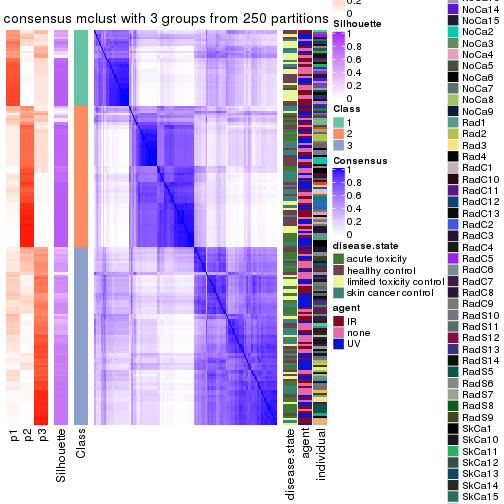 consensus mclust with 3 groups from 250 partitions
p1
p2
p3
Silhouette
Class
disease.state
agent
individual
0.2
0
Silhouette
1
0.8
0.6
0.4
0.2
0
Class
1
2
3
Consensus
1
0.8
0.6
0.4
0.2
0
disease.state
acute toxicity
healthy control
limited toxicity control
skin cancer control
agent
IR
none
UV
NoCa14
NoCa15
NoCa2
NoCa3
NoCa4
NoCa5
NoCa6
NoCa7
NoCa8
NoCa9
Rad1
Rad2
Rad3
Rad4
RadC1
RadC10
RadC11
RadC12
RadC13
RadC2
RadC3
RadC4
RadC5
RadC6
RadC7
RadC8
RadC9
RadS10
RadS11
RadS12
RadS13
RadS14
RadS5
RadS6
RadS7
RadS8
RadS9
SkCa1
SkCa10
SkCa11
SkCa12
SkCa13
SkCa14
SkCa15